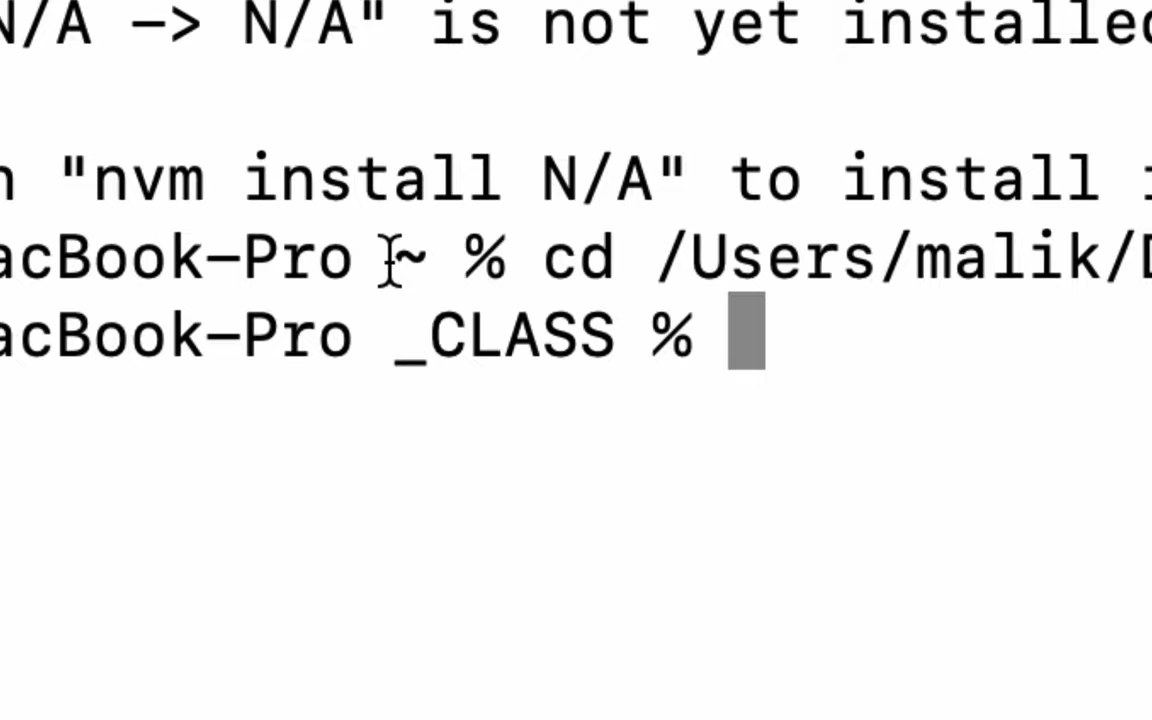 N/A -> N/A" is not yet installed
n "nvm install N/A" to install
acBook-Pro ~ % cd /Users/malik/D
acBook-Pro _CLASS %